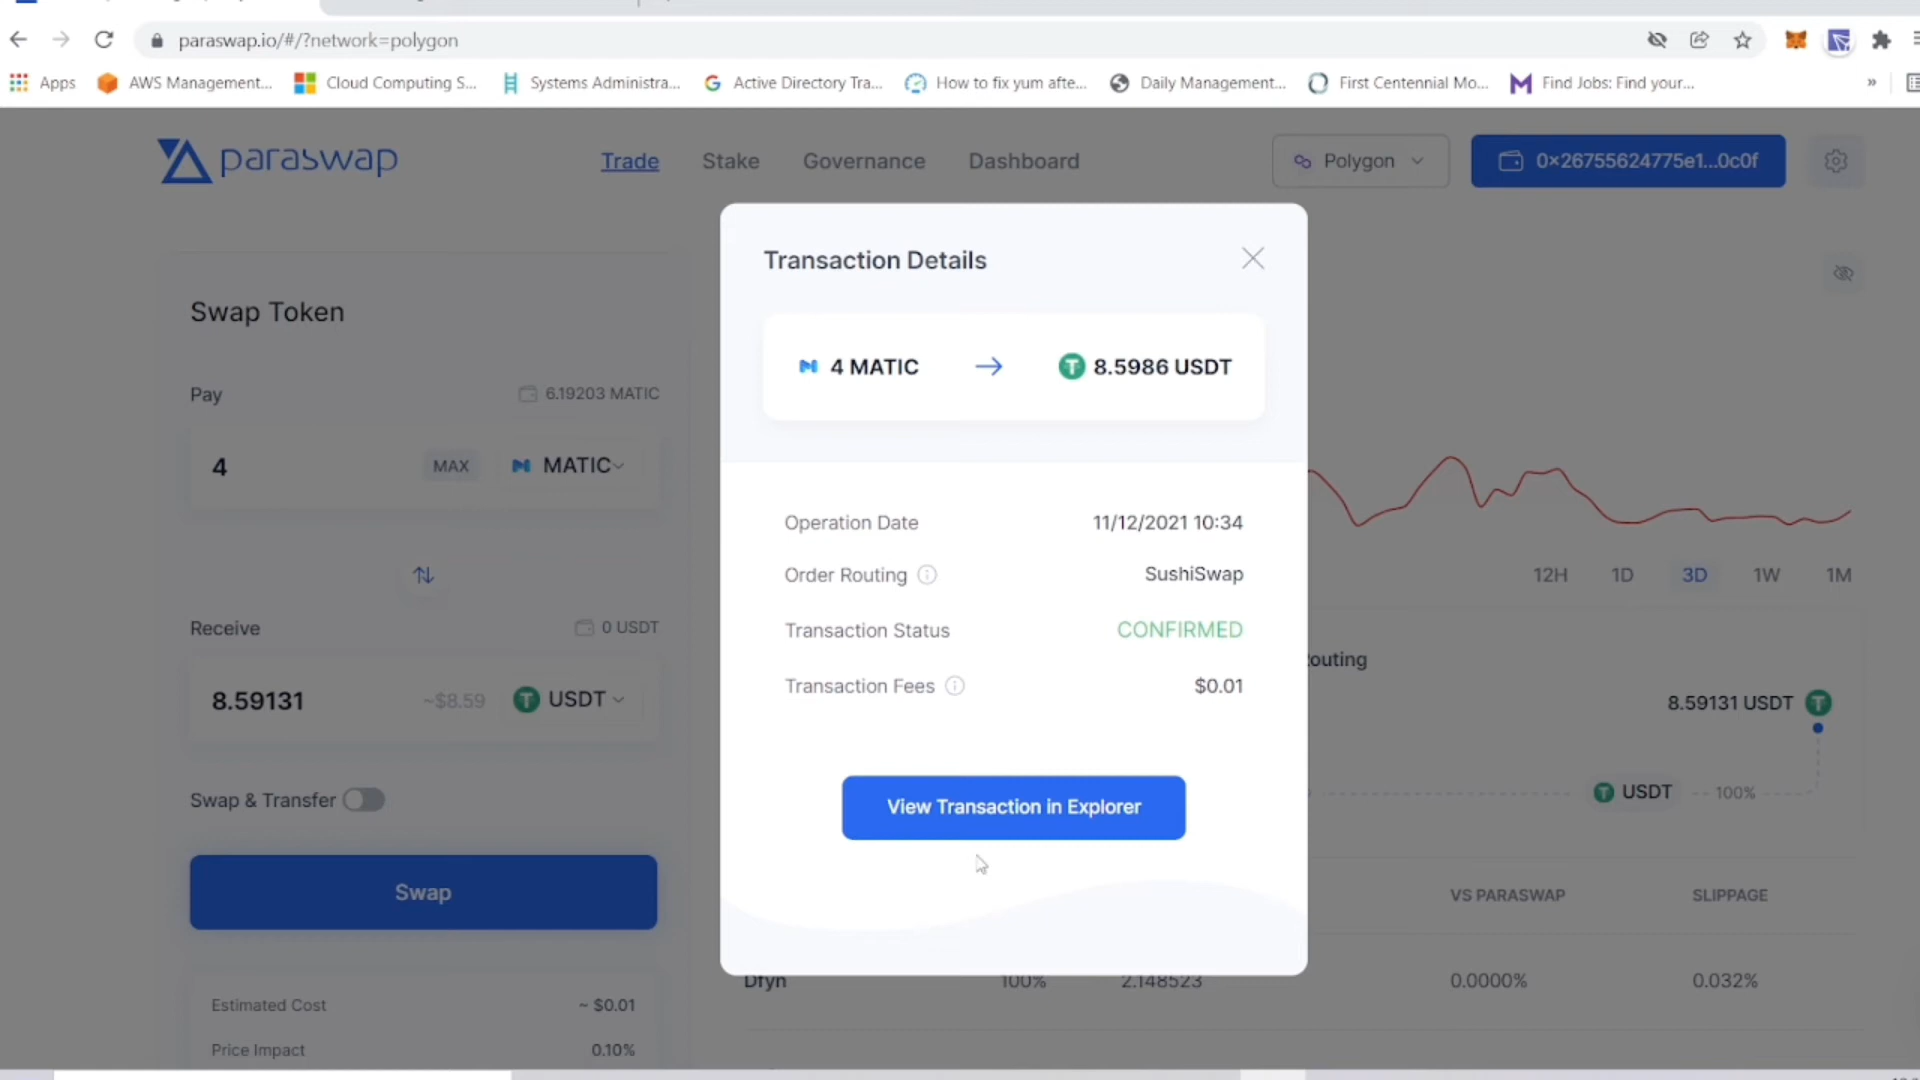 paraswap.io/#/?network=polygon
Apps AWS Management... Cloud Computing S... Systems Administra... Active Directory Tra... How to fix yum afte... Daily Management... First Centennial Mo... Find Jobs: Find your... »
paraswap Trade Stake Governance Dashboard Polygon 0×26755624775e1...0c0f
Transaction Details
4 MATIC → 8.5986 USDT
Operation Date 11/12/2021 10:34
Order Routing SushiSwap
Transaction Status CONFIRMED
Transaction Fees $0.01
View Transaction in Explorer
Swap Token
Pay 6.19203 MATIC
4 MAX MATIC
Receive 0 USDT
8.59131 ~$8.59 USDT
Swap & Transfer
Swap
Estimated Cost ~ $0.01
Price Impact 0.10%
12H 1D 3D 1W 1M
8.59131 USDT
USDT 100%
VS PARASWAP SLIPPAGE
Dfyn 100% 2.148523 0.0000% 0.032%